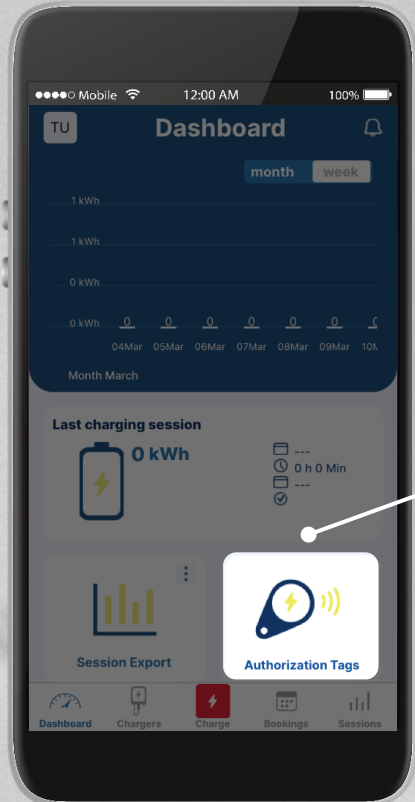 Mobile 12:00 AM 100%
TU Dashboard
month week
1 kWh
1 kWh
0 kWh
0 kWh 0 0 0 0 0 0
04Mar 05Mar 06Mar 07Mar 08Mar 09Mar
Month March
Last charging session
0 kWh
---
0 h 0 Min
---
Session Export
Authorization Tags
Dashboard Chargers Charge Bookings Sessions